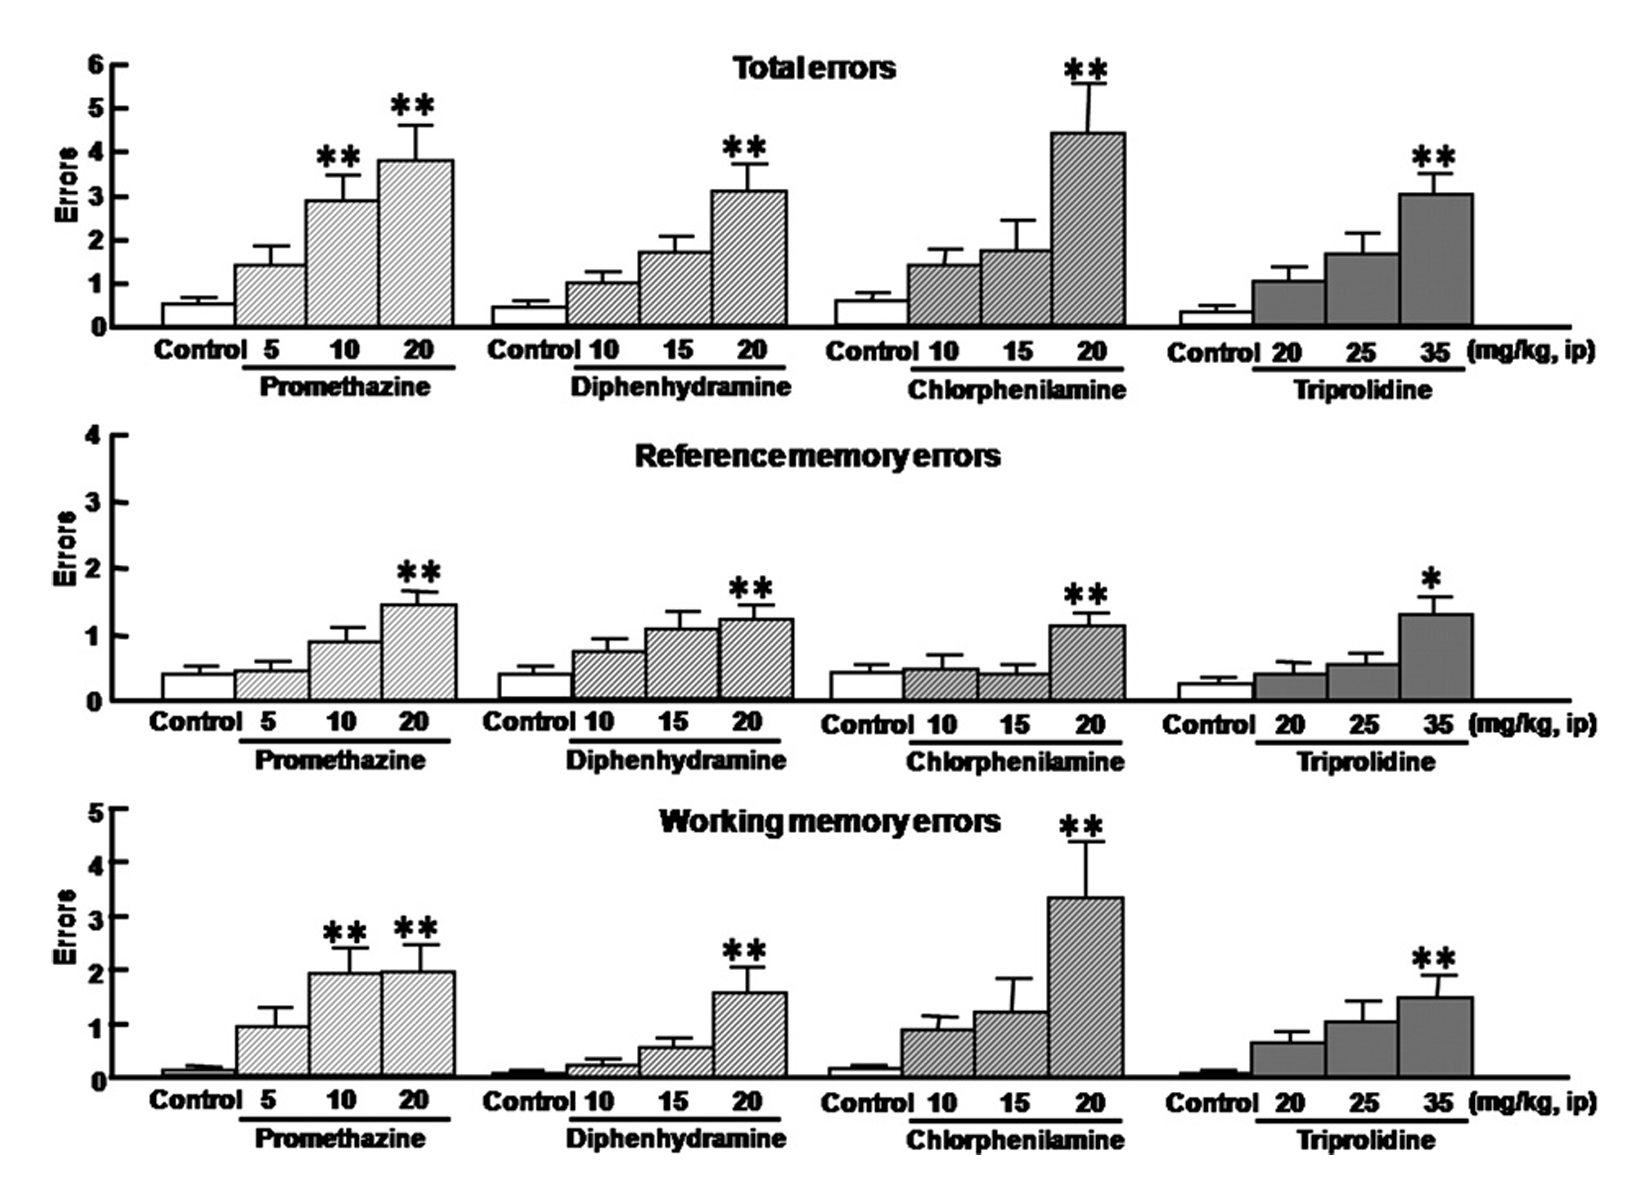 Total errors
6
5
4
3
2
1
0
Errors
** ** ** ** **
Control 5 10 20 Control 10 15 20 Control 10 15 20 Control 20 25 35 (mg/kg, ip)
Promethazine Diphenhydramine Chlorphenilamine Triprolidine
Reference memory errors
4
3
2
1
0
Errors
** ** ** *
Control 5 10 20 Control 10 15 20 Control 10 15 20 Control 20 25 35 (mg/kg, ip)
Promethazine Diphenhydramine Chlorphenilamine Triprolidine
Working memory errors
5
4
3
2
1
0
Errors
** ** ** ** **
Control 5 10 20 Control 10 15 20 Control 10 15 20 Control 20 25 35 (mg/kg, ip)
Promethazine Diphenhydramine Chlorphenilamine Triprolidine